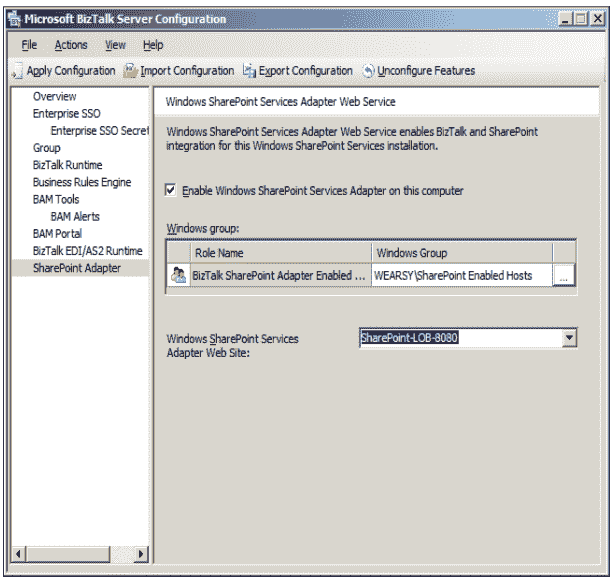 Microsoft BizTalk Server Configuration
File Actions View Help
Apply Configuration Import Configuration Export Configuration Unconfigure Features
Overview
Enterprise SSO
Enterprise SSO Secret
Group
BizTalk Runtime
Business Rules Engine
BAM Tools
BAM Alerts
BAM Portal
BizTalk EDI/AS2 Runtime
SharePoint Adapter
Windows SharePoint Services Adapter Web Service
Windows SharePoint Services Adapter Web Service enables BizTalk and SharePoint
integration for this Windows SharePoint Services installation.
Enable Windows SharePoint Services Adapter on this computer
Windows group:
Role Name Windows Group
BizTalk SharePoint Adapter Enabled ... WEARSY\SharePoint Enabled Hosts ...
Windows SharePoint Services
Adapter Web Site:
SharePoint-LOB-8080